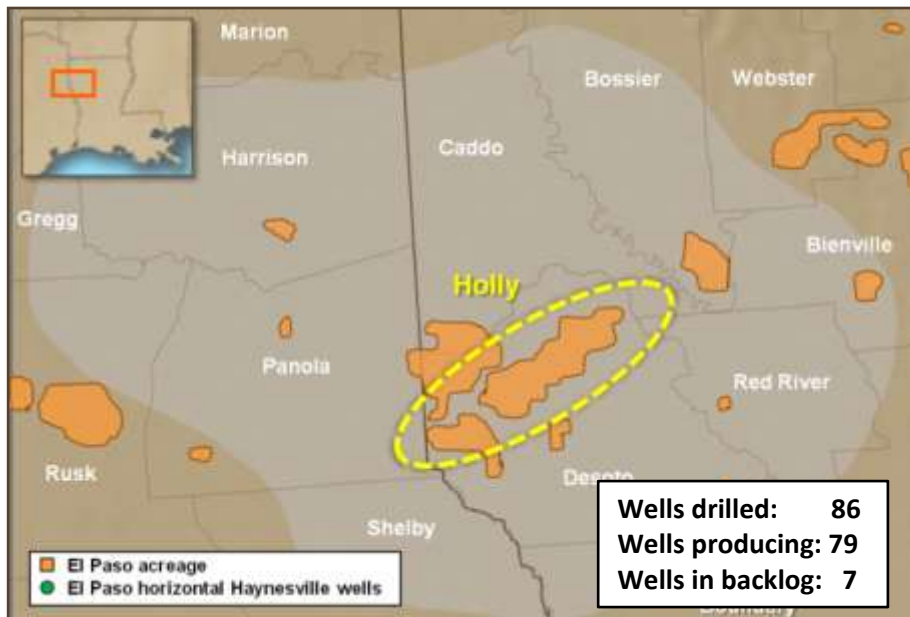 Marion
Bossier
Webster
Harrison
Caddo
Gregg
Bienville
Holly
Panola
Red River
Rusk
Desoto
Shelby
Wells drilled: 86
Wells producing: 79
Wells in backlog: 7
El Paso acreage
El Paso horizontal Haynesville wells